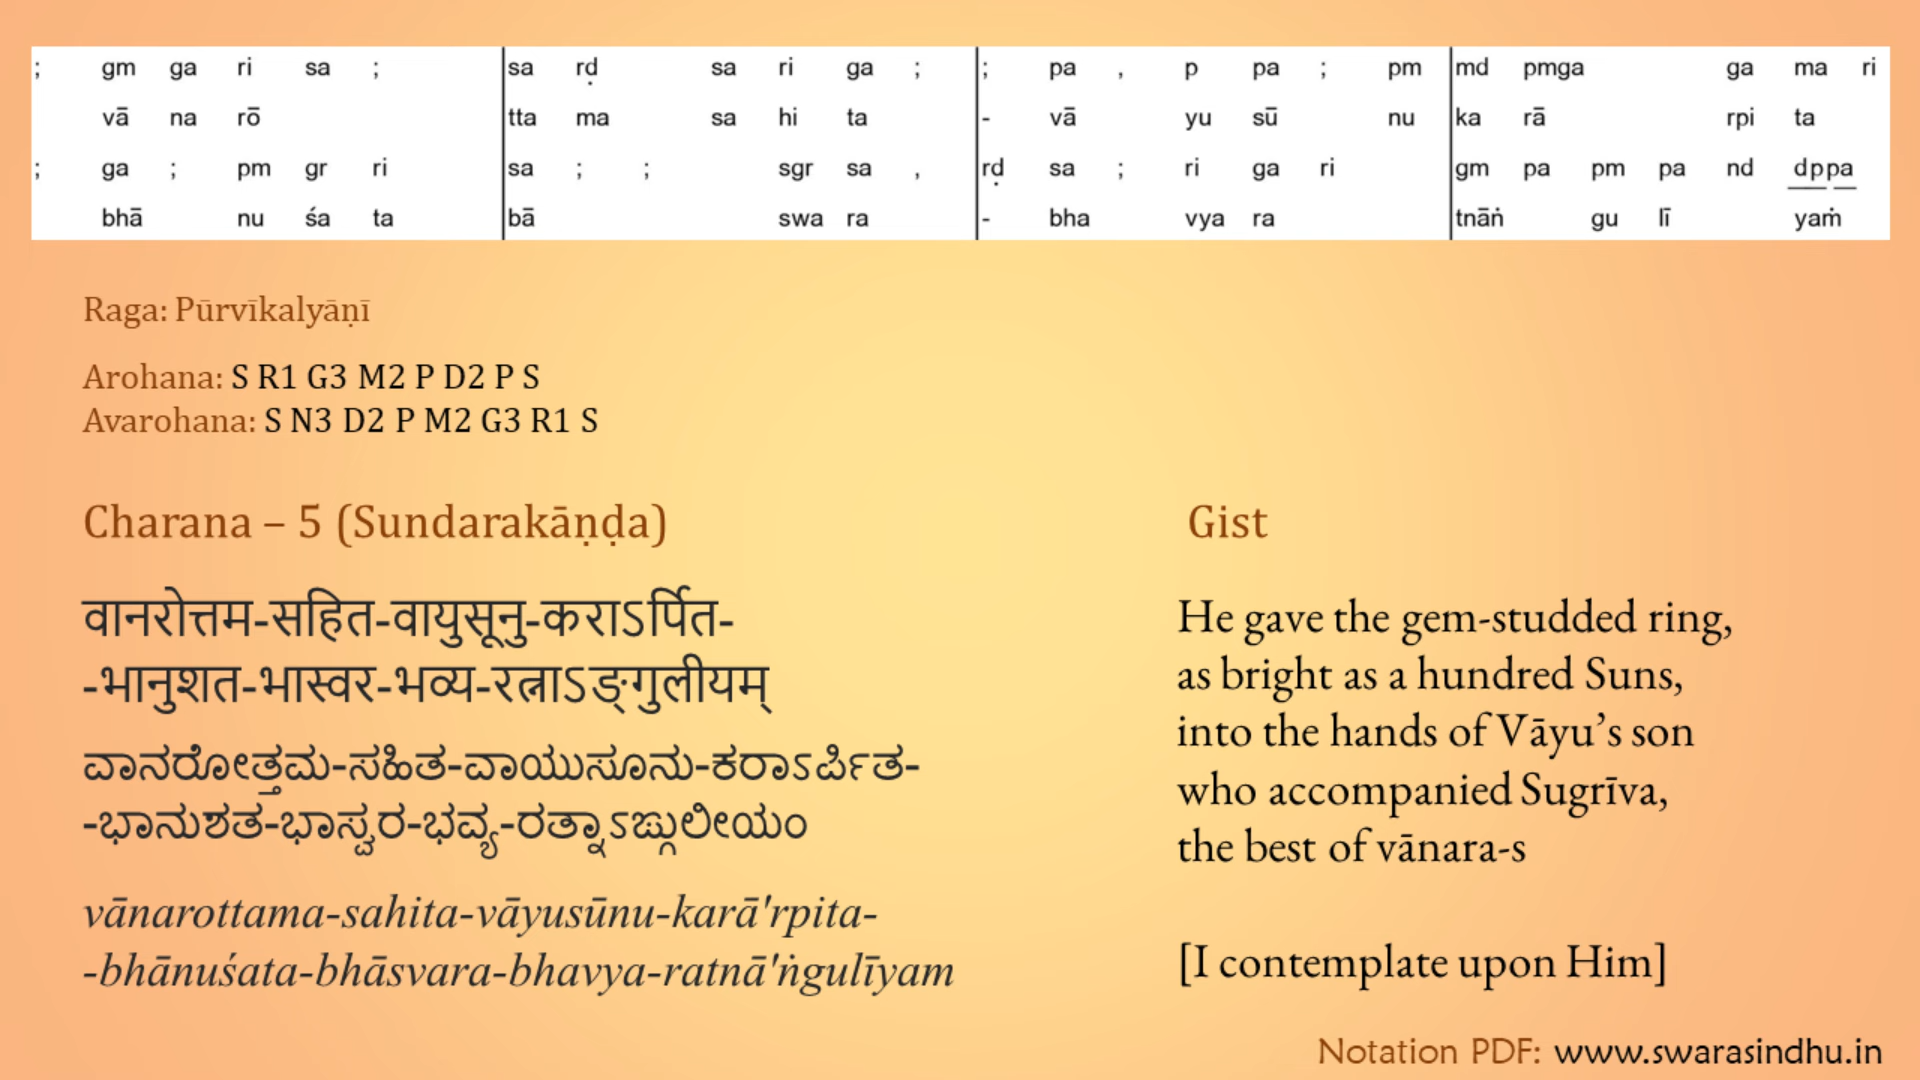 ; gm ga ri sa ; | sa rḍ sa ri ga ; | ; pa , p pa ; pm | md pmga ga ma ri
vā na rō tta ma sa hi ta - vā yu sū nu ka rā rpi ta
; ga ; pm gr ri | sa ; ; sgr sa , | rḍ sa ; ri ga ri | gm pa pm pa nd dppa
bhā nu śa ta bā swa ra - bha vya ra tnāṅ gu lī yaṁ
Raga: Pūrvīkalyāṇī
Arohana: S R1 G3 M2 P D2 P S
Avarohana: S N3 D2 P M2 G3 R1 S
Charana – 5 (Sundarakāṇḍa)
वानरोत्तम-सहित-वायुसूनु-कराऽर्पित-
-भानुशत-भास्वर-भव्य-रत्नाऽङ्गुलीयम्
ವಾನರೋತ್ತಮ-ಸಹಿತ-ವಾಯುಸೂನು-ಕರಾಽರ್ಪಿತ-
-ಭಾನುಶತ-ಭಾಸ್ವರ-ಭವ್ಯ-ರತ್ನಾಽಙ್ಗುಲೀಯಂ
vānarottama-sahita-vāyusūnu-karā'rpita-
-bhānuśata-bhāsvara-bhavya-ratnā'ṅgulīyam
Gist
He gave the gem-studded ring,
as bright as a hundred Suns,
into the hands of Vāyu’s son
who accompanied Sugrīva,
the best of vānara-s
[I contemplate upon Him]
Notation PDF: www.swarasindhu.in